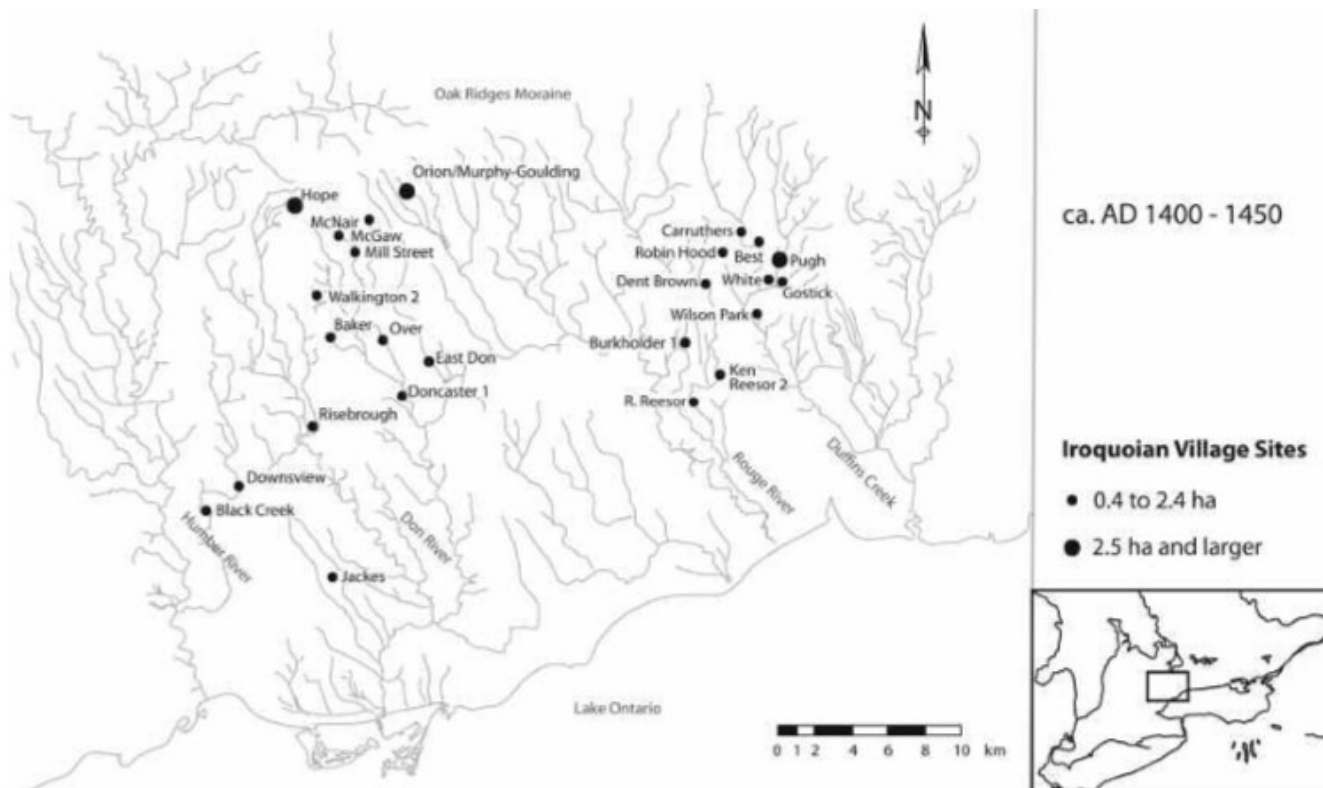 Oak Ridges Moraine
N
Orion/Murphy-Goulding
Hope
McNair
McGaw
Mill Street
Walkington 2
Baker
Over
East Don
Doncaster 1
Risebrough
Downsview
Black Creek
Humber River
Don River
Jackes
Carruthers
Robin Hood
Best
Pugh
Dent Brown
White
Gostick
Wilson Park
Burkholder 1
Ken
Reesor 2
R. Reesor
Rouge River
Duffins Creek
Lake Ontario
0 1 2 4 6 8 10 km
ca. AD 1400 - 1450
Iroquoian Village Sites
0.4 to 2.4 ha
2.5 ha and larger